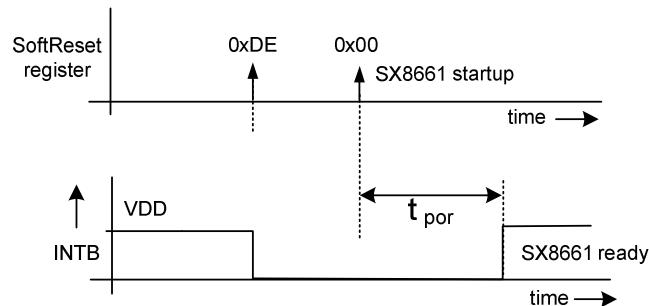 SoftReset
register
0xDE
0x00
SX8661 startup
time
VDD
t por
INTB
SX8661 ready
time